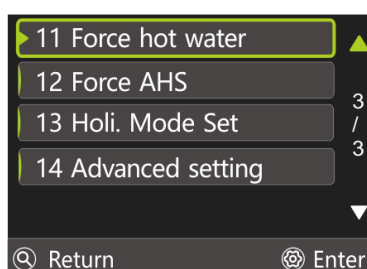 11 Force hot water
12 Force AHS
13 Holi. Mode Set
14 Advanced setting
3
/
3
Return
Enter